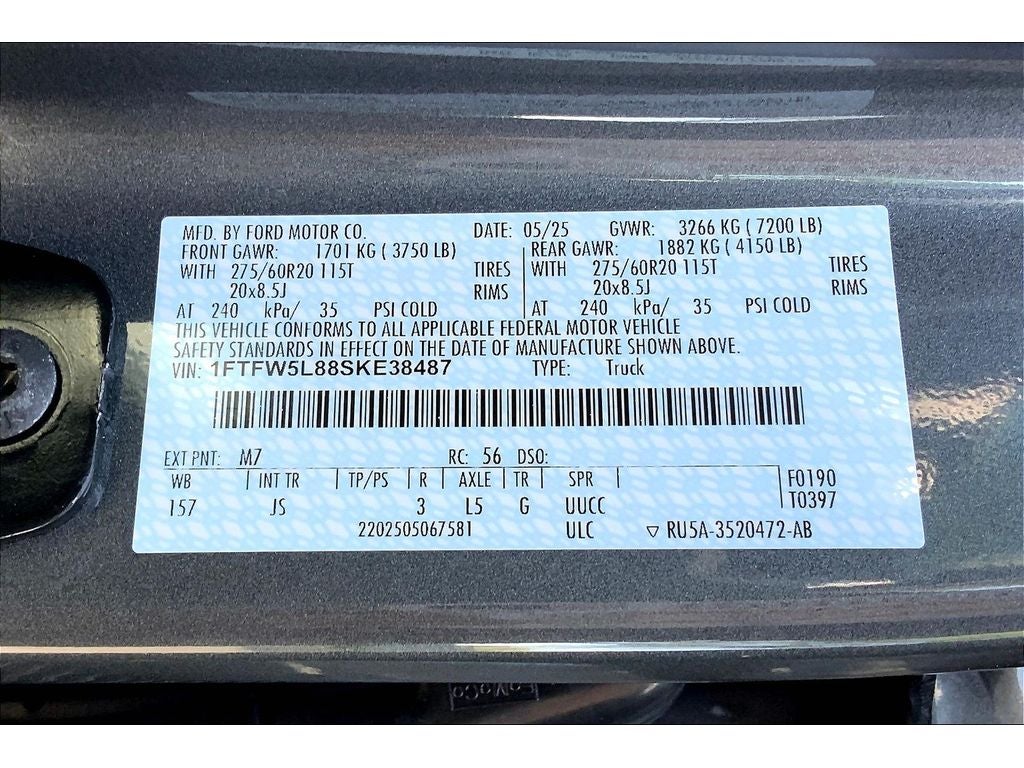 MFD. BY FORD MOTOR CO. DATE: 05/25 GVWR: 3266 KG ( 7200 LB)
FRONT GAWR: 1701 KG ( 3750 LB) REAR GAWR: 1882 KG ( 4150 LB)
WITH 275/60R20 115T TIRES WITH 275/60R20 115T TIRES
20x8.5J RIMS 20x8.5J RIMS
AT 240 kPa/ 35 PSI COLD AT 240 kPa/ 35 PSI COLD
THIS VEHICLE CONFORMS TO ALL APPLICABLE FEDERAL MOTOR VEHICLE
SAFETY STANDARDS IN EFFECT ON THE DATE OF MANUFACTURE SHOWN ABOVE.
VIN: 1FTFW5L88SKE38487 TYPE: Truck
EXT PNT: M7 RC: 56 DSO:
WB INT TR TP/PS R AXLE TR SPR F0190
157 JS 3 L5 G UUCC T0397
2202505067581 ULC ▽ RU5A-3520472-AB
FoMoCo